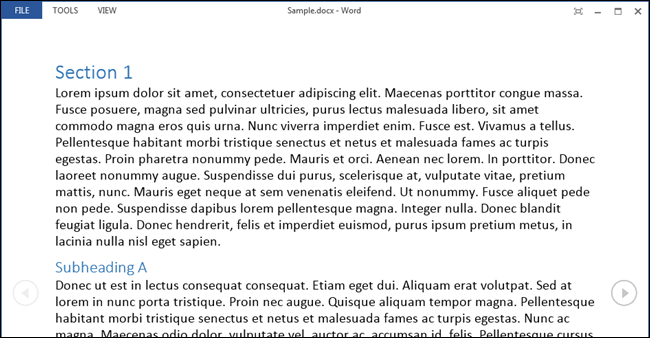 FILE TOOLS VIEW Sample.docx - Word
Section 1
Lorem ipsum dolor sit amet, consectetuer adipiscing elit. Maecenas porttitor congue massa.
Fusce posuere, magna sed pulvinar ultricies, purus lectus malesuada libero, sit amet
commodo magna eros quis urna. Nunc viverra imperdiet enim. Fusce est. Vivamus a tellus.
Pellentesque habitant morbi tristique senectus et netus et malesuada fames ac turpis
egestas. Proin pharetra nonummy pede. Mauris et orci. Aenean nec lorem. In porttitor. Donec
laoreet nonummy augue. Suspendisse dui purus, scelerisque at, vulputate vitae, pretium
mattis, nunc. Mauris eget neque at sem venenatis eleifend. Ut nonummy. Fusce aliquet pede
non pede. Suspendisse dapibus lorem pellentesque magna. Integer nulla. Donec blandit
feugiat ligula. Donec hendrerit, felis et imperdiet euismod, purus ipsum pretium metus, in
lacinia nulla nisl eget sapien.
Subheading A
Donec ut est in lectus consequat consequat. Etiam eget dui. Aliquam erat volutpat. Sed at
lorem in nunc porta tristique. Proin nec augue. Quisque aliquam tempor magna. Pellentesque
habitant morbi tristique senectus et netus et malesuada fames ac turpis egestas. Nunc ac
magna. Maecenas odio dolor, vulputate vel, auctor ac, accumsan id, felis. Pellentesque cursus